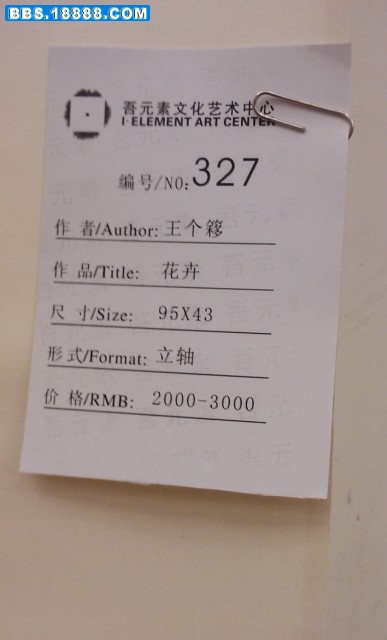 BBS.18888.COM
吾元素文化艺术中心
I·ELEMENT ART CENTER
编号/NO:327
作 者/Author: 王个簃
作 品/Title: 花卉
尺 寸/Size: 95X43
形 式/Format: 立轴
价 格/RMB: 2000-3000